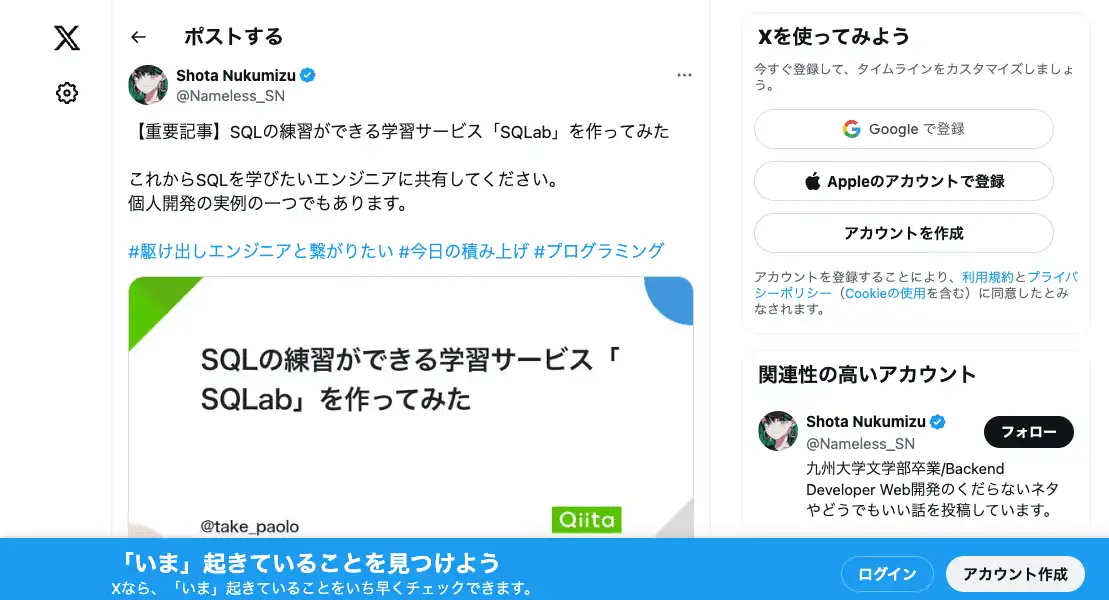 ポストする
Shota Nukumizu
@Nameless_SN
【重要記事】SQLの練習ができる学習サービス「SQLab」を作ってみた
これからSQLを学びたいエンジニアに共有してください。
個人開発の実例の一つでもあります。
#駆け出しエンジニアと繋がりたい #今日の積み上げ #プログラミング
SQLの練習ができる学習サービス「
SQLab」を作ってみた
@take_paolo
Qiita
Xを使ってみよう
今すぐ登録して、タイムラインをカスタマイズしましょ
う。
Google で登録
Appleのアカウントで登録
アカウントを作成
アカウントを登録することにより、利用規約とプライバ
シーポリシー（Cookieの使用を含む）に同意したとみ
なされます。
関連性の高いアカウント
Shota Nukumizu
@Nameless_SN
フォロー
九州大学文学部卒業/Backend
Developer Web開発のくだらないネタ
やどうでもいい話を投稿しています。
「いま」起きていることを見つけよう
Xなら、「いま」起きていることをいち早くチェックできます。
ログイン
アカウント作成